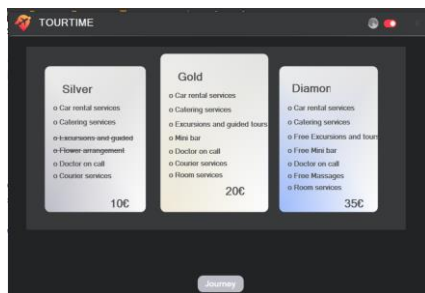 TOURTIME
Silver
o Car rental services
o Catering services
o Excursions and guided
o Flower arrangement
o Doctor on call
o Courier services
10€
Gold
o Car rental services
o Catering services
o Excursions and guided tours
o Mini bar
o Doctor on call
o Courier services
o Room services
20€
Diamon
o Car rental services
o Catering services
o Free Excursions and tours
o Free Mini bar
o Doctor on call
o Free Massages
o Room services
35€
Journey